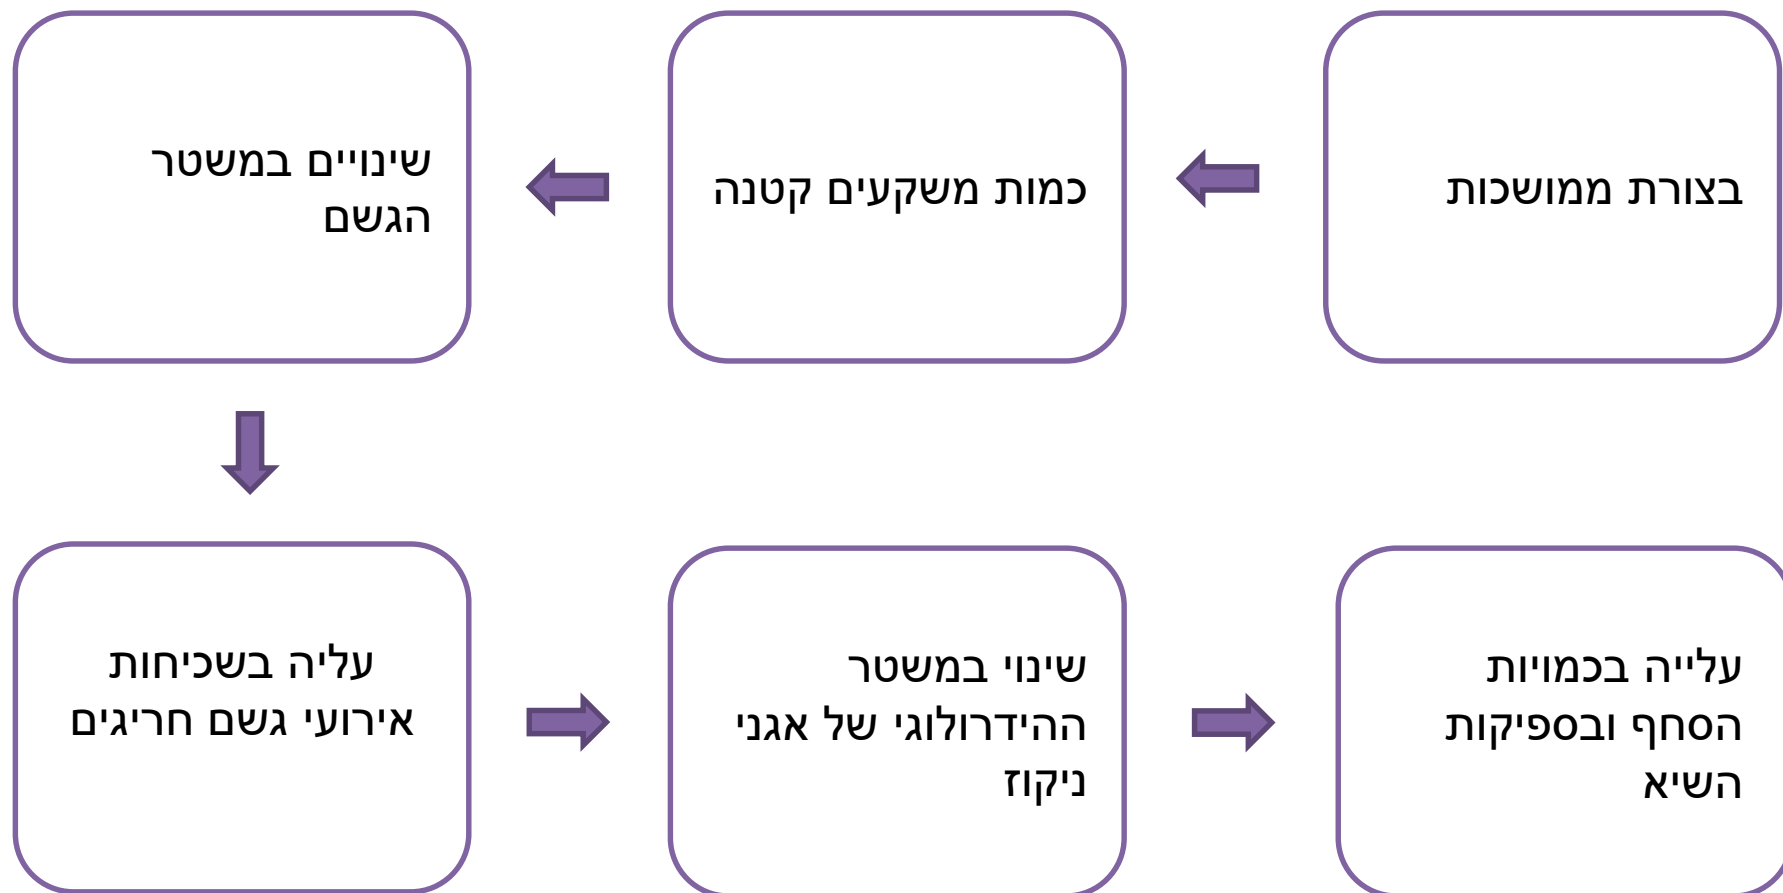 בצורת ממושכות
כמות משקעים קטנה
שינויים במשטר
הגשם
עליה בשכיחות
אירועי גשם חריגים
שינוי במשטר
ההידרולוגי של אגני
ניקוז
עלייה בכמויות
הסחף ובספיקות
השיא